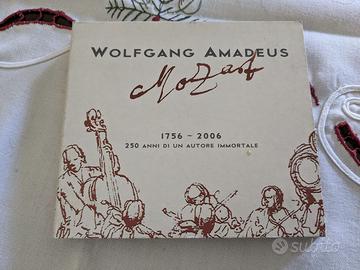 WOLFGANG AMADEUS
Mozart
1756 ~ 2006
250 ANNI DI UN AUTORE IMMORTALE
subito